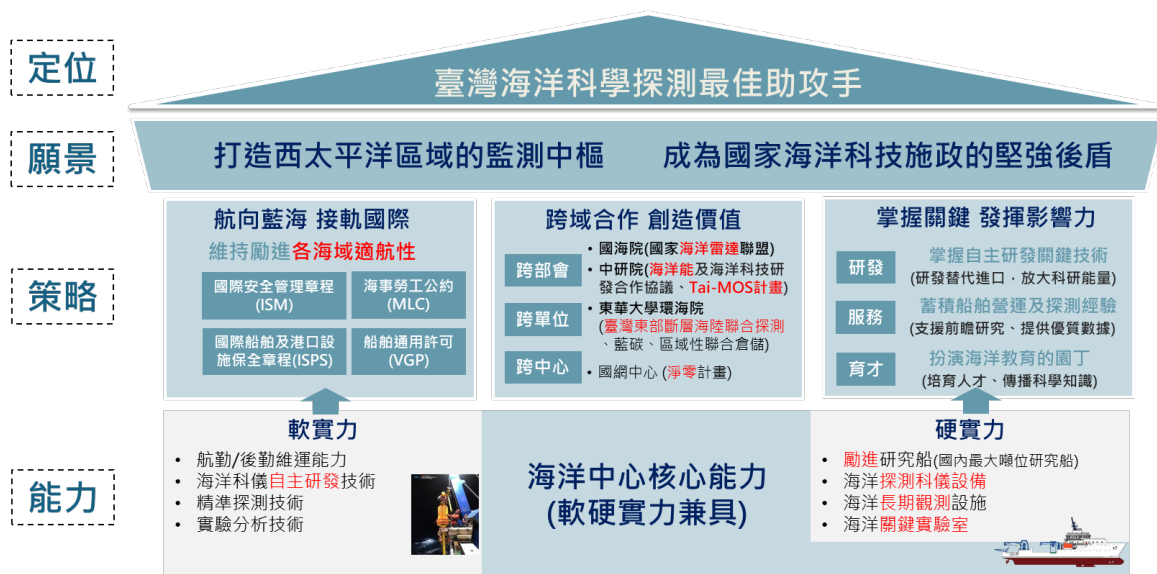 定位
臺灣海洋科學探測最佳助攻手
願景
打造西太平洋區域的監測中樞 成為國家海洋科技施政的堅強後盾
策略
航向藍海 接軌國際
維持勵進各海域適航性
國際安全管理章程
(ISM)
海事勞工公約
(MLC)
國際船舶及港口設
施保全章程(ISPS)
船舶通用許可
(VGP)
跨域合作 創造價值
跨部會
跨單位
跨中心
• 國海院(國家海洋雷達聯盟)
• 中研院(海洋能及海洋科技研
發合作協議、Tai-MOS計畫)
• 東華大學環海院
(臺灣東部斷層海陸聯合探測
、藍碳、區域性聯合倉儲)
• 國網中心 (淨零計畫)
掌握關鍵 發揮影響力
研發
掌握自主研發關鍵技術
(研發替代進口．放大科研能量)
服務
蓄積船舶營運及探測經驗
(支援前瞻研究、提供優質數據)
育才
扮演海洋教育的園丁
(培育人才、傳播科學知識)
能力
軟實力
• 航勤/後勤維運能力
• 海洋科儀自主研發技術
• 精準探測技術
• 實驗分析技術
海洋中心核心能力
(軟硬實力兼具)
硬實力
• 勵進研究船(國內最大噸位研究船)
• 海洋探測科儀設備
• 海洋長期觀測設施
• 海洋關鍵實驗室